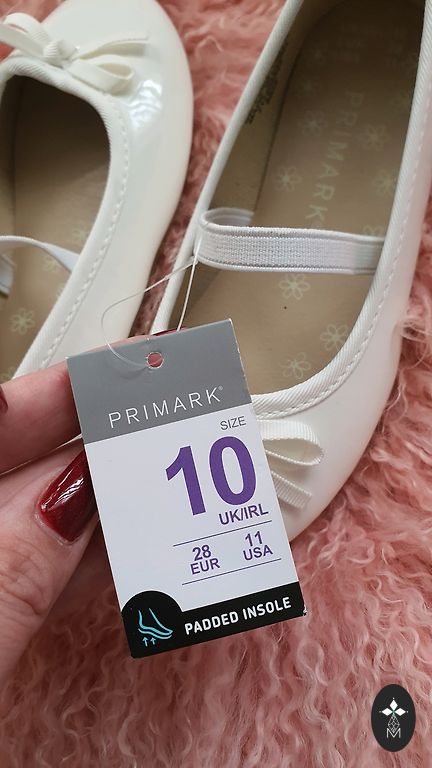 PRIMARK
PRIMARK®
SIZE
10
UK/IRL
28 11
EUR USA
PADDED INSOLE
M